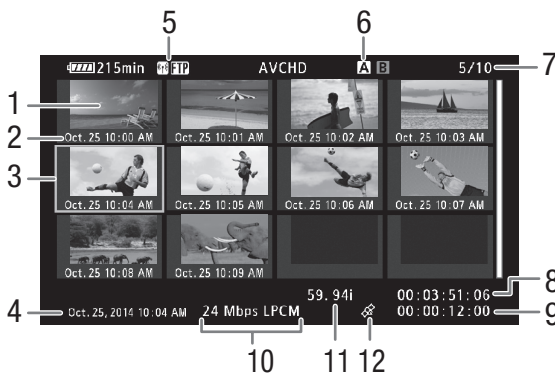 5 6
215min FTP AVCHD A B 5/10 7
1
2 Oct. 25 10:00 AM Oct. 25 10:01 AM Oct. 25 10:02 AM Oct. 25 10:03 AM
3
Oct. 25 10:04 AM Oct. 25 10:05 AM Oct. 25 10:06 AM Oct. 25 10:07 AM
Oct. 25 10:08 AM Oct. 25 10:09 AM
59.94i 00:03:51:06 8
4 Oct. 25, 2014 10:04 AM 24 Mbps LPCM 00:00:12:00 9
10 11 12